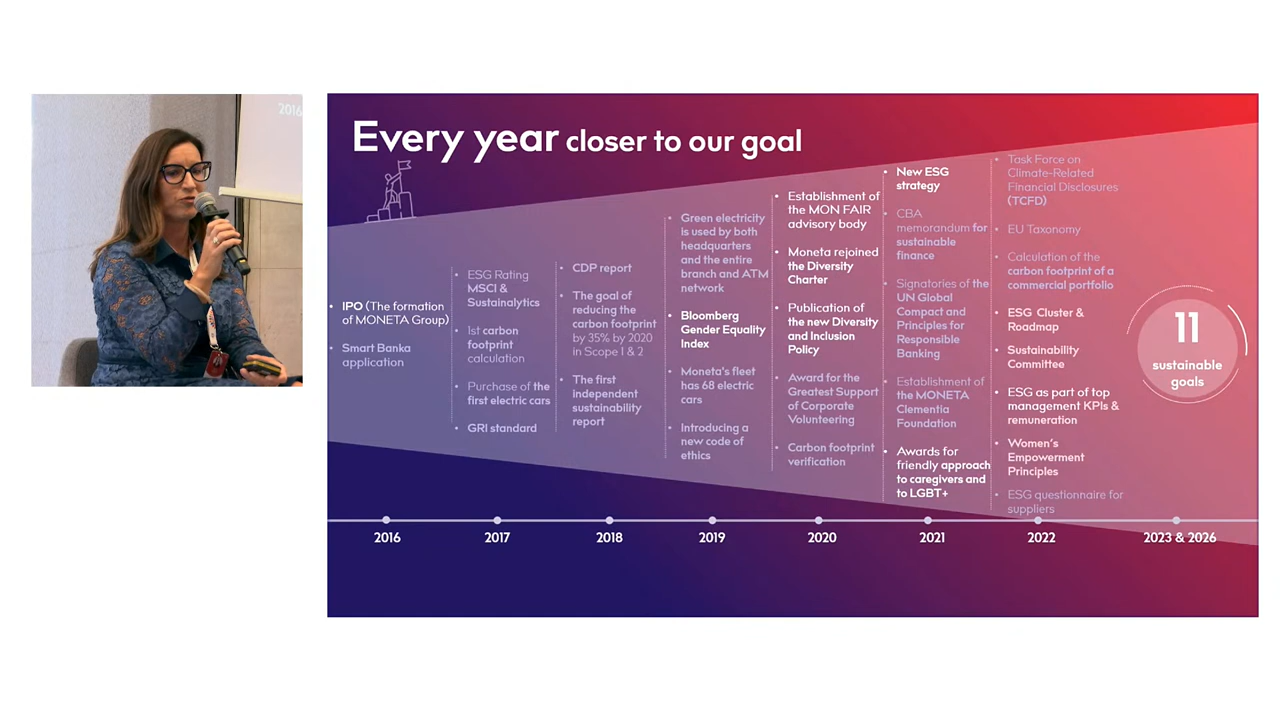 2016
Every year closer to our goal
IPO (The formation
of MONETA Group)
Smart Banka
application
ESG Rating
MSCI &
Sustainalytics
1st carbon
footprint
calculation
Purchase of the
first electric cars
GRI standard
CDP report
The goal of
reducing the
carbon footprint
by 35% by 2020
in Scope 1 & 2
The first
independent
sustainability
report
Green electricity
is used by both
headquarters
and the entire
branch and ATM
network
Bloomberg
Gender Equality
Index
Moneta's fleet
has 68 electric
cars
Introducing a
new code of
ethics
Establishment of
the MON FAIR
advisory body
Moneta rejoined
the Diversity
Charter
Publication of
the new Diversity
and Inclusion
Policy
Award for the
Greatest Support
of Corporate
Volunteering
Carbon footprint
verification
New ESG
strategy
CBA
memorandum for
sustainable
finance
Signatories of the
UN Global
Compact and
Principles for
Responsible
Banking
Establishment of
the MONETA
Clementia
Foundation
Awards for
friendly approach
to caregivers and
to LGBT+
Task Force on
Climate-Related
Financial Disclosures
(TCFD)
EU Taxonomy
Calculation of the
carbon footprint of a
commercial portfolio
ESG Cluster &
Roadmap
Sustainability
Committee
ESG as part of top
management KPIs &
remuneration
Women's
Empowerment
Principles
ESG questionnaire for
suppliers
11
sustainable
goals
2016
2017
2018
2019
2020
2021
2022
2023 & 2026